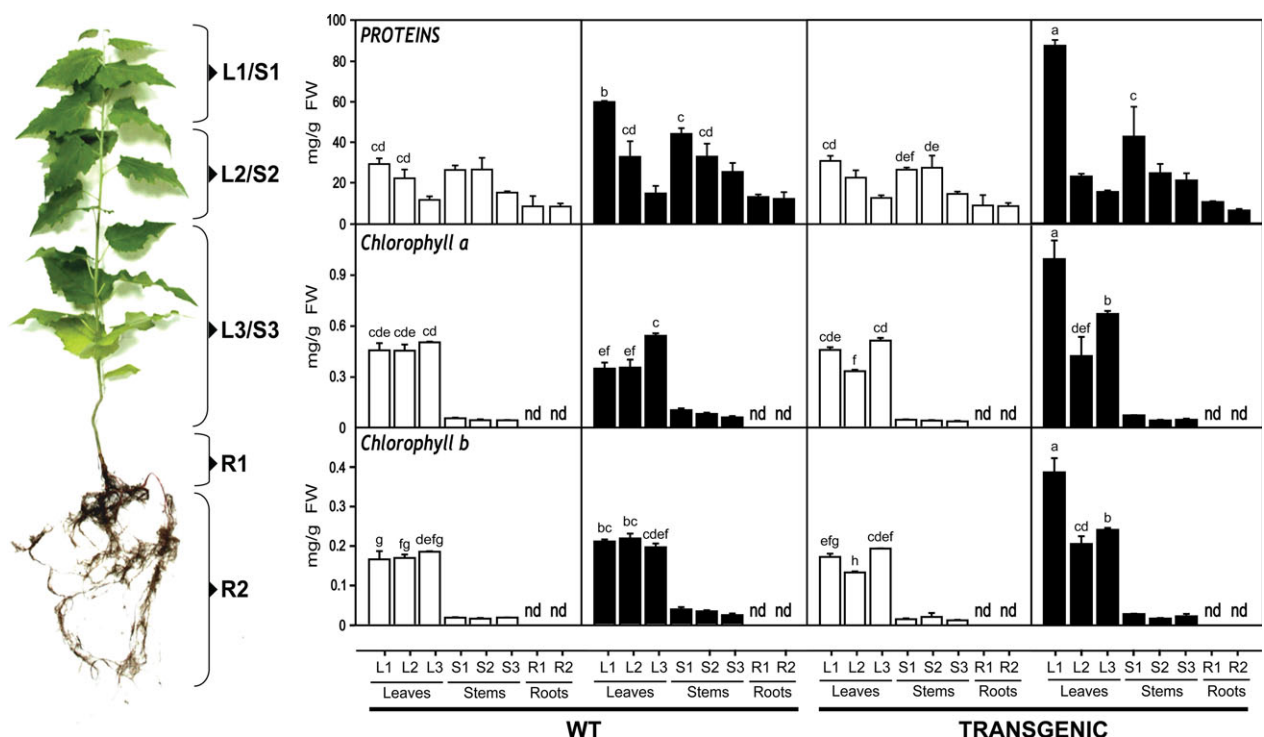 L1/S1
L2/S2
L3/S3
R1
R2
PROTEINS
mg/g FW
100
80
60
40
20
0
cd cd
b cd c cd
cd def de
a c
Chlorophyll a
mg/g FW
0.9
0.6
0.3
0
cde cde cd nd nd
ef ef c nd nd
cde f cd nd nd
a def b nd nd
Chlorophyll b
mg/g FW
0.4
0.3
0.2
0.1
0
g fg defg nd nd
bc bc cdef nd nd
efg h cdef nd nd
a cd b nd nd
L1 L2 L3 S1 S2 S3 R1 R2 L1 L2 L3 S1 S2 S3 R1 R2 L1 L2 L3 S1 S2 S3 R1 R2 L1 L2 L3 S1 S2 S3 R1 R2
Leaves Stems Roots Leaves Stems Roots Leaves Stems Roots Leaves Stems Roots
WT TRANSGENIC